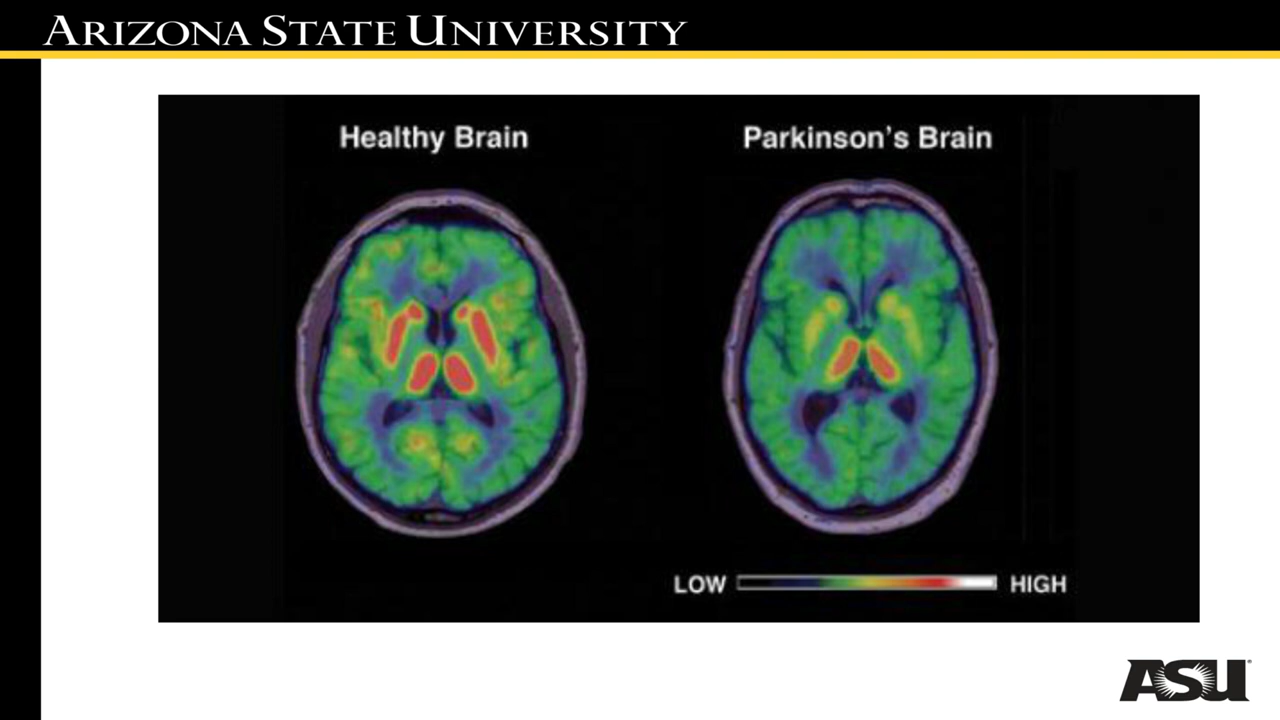 ARIZONA STATE UNIVERSITY
Healthy Brain
Parkinson's Brain
LOW
HIGH
ASU